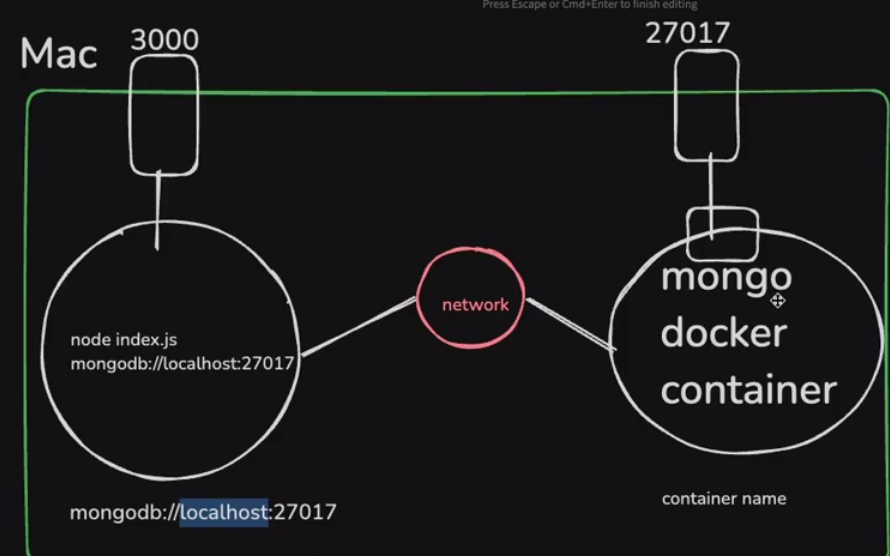 Press Escape or Cmd+Enter to finish editing
Mac
3000
27017
network
node index.js
mongodb://localhost:27017
mongo
docker
container
mongodb://localhost:27017
container name